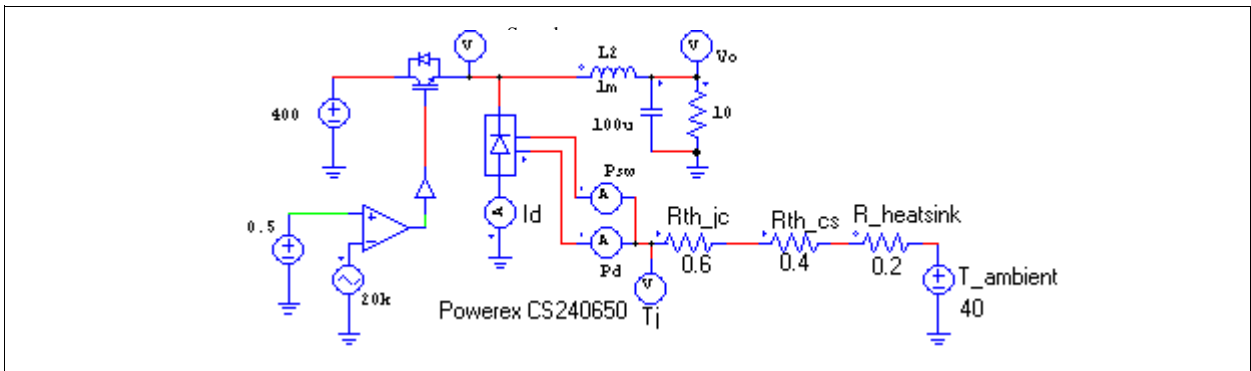 V
V
Vo
L2
1m
400
100u
10
Psw
A
A
Id
Rth_jc
Rth_cs
R_heatsink
0.5
A
0.6
0.4
0.2
Pd
V
T_ambient
20k
Powerex CS240650
Tj
40